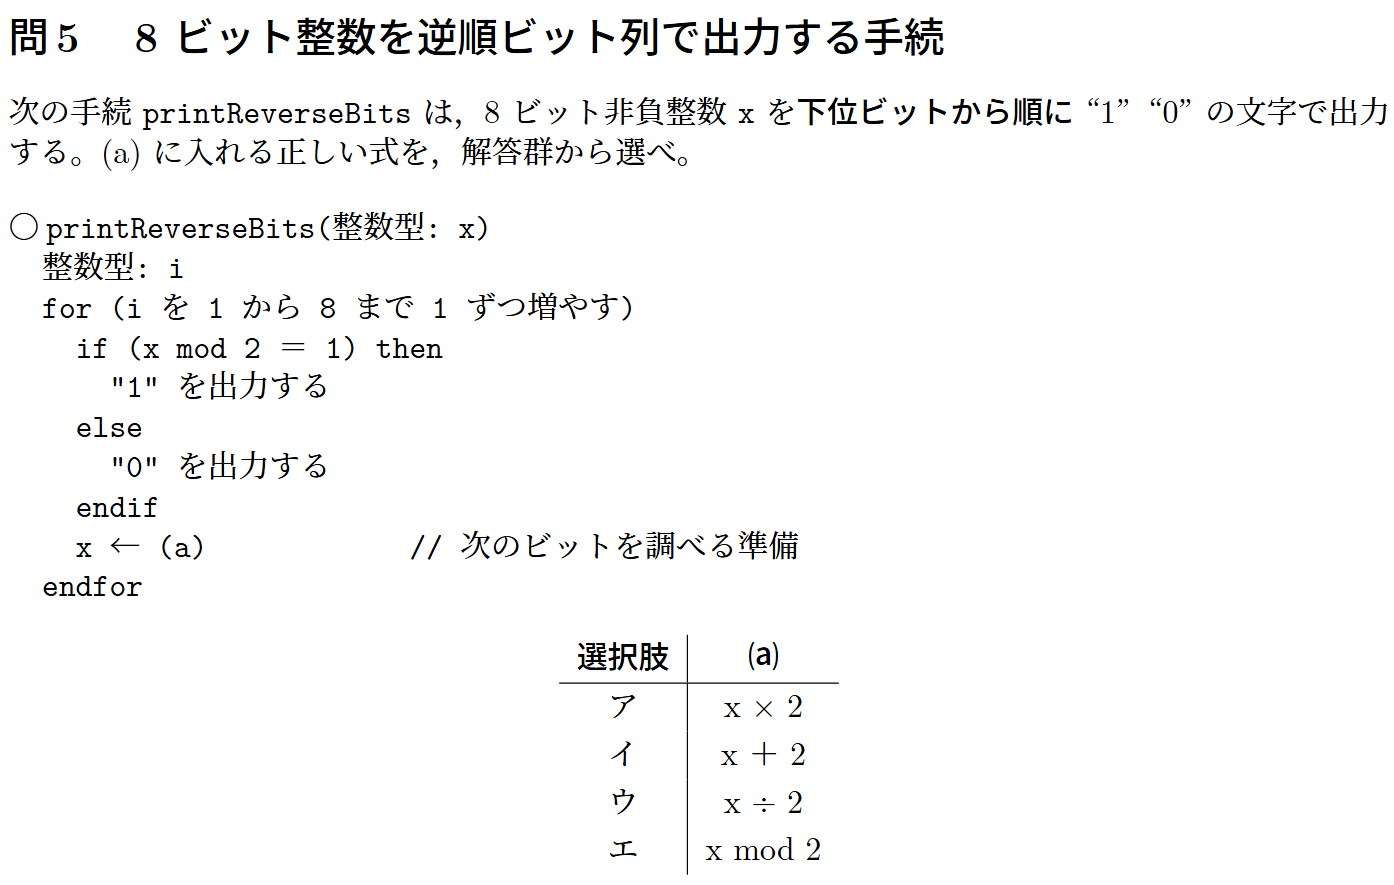 問5 8 ビット整数を逆順ビット列で出力する手続
次の手続 printReverseBits は，8 ビット非負整数 x を下位ビットから順に “1” “0” の文字で出力
する。(a) に入れる正しい式を，解答群から選べ。
○ printReverseBits(整数型: x)
整数型: i
for (i を 1 から 8 まで 1 ずつ増やす)
if (x mod 2 ＝ 1) then
"1" を出力する
else
"0" を出力する
endif
x ← (a) // 次のビットを調べる準備
endfor
選択肢 (a)
ア x × 2
イ x ＋ 2
ウ x ÷ 2
エ x mod 2